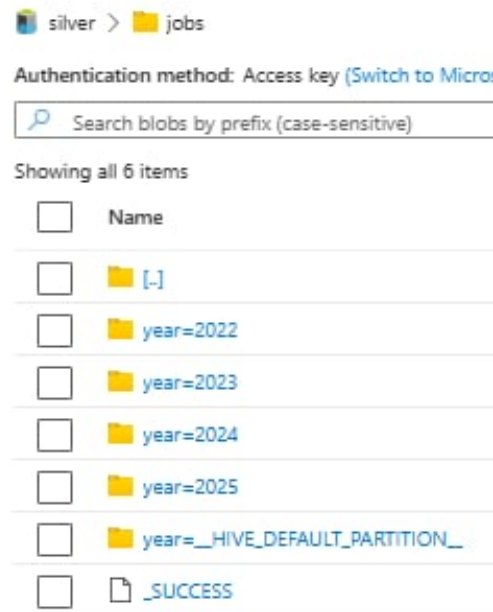 silver > jobs
Authentication method: Access key (Switch to Micros
Search blobs by prefix (case-sensitive)
Showing all 6 items
Name
[..]
year=2022
year=2023
year=2024
year=2025
year=__HIVE_DEFAULT_PARTITION__
_SUCCESS